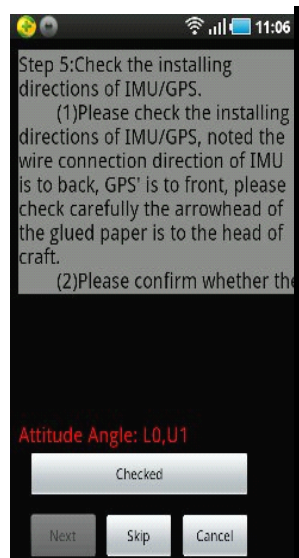 11:06
Step 5:Check the installing
directions of IMU/GPS.
(1)Please check the installing
directions of IMU/GPS, noted the
wire connection direction of IMU
is to back, GPS' is to front, please
check carefully the arrowhead of
the glued paper is to the head of
craft.
(2)Please confirm whether the
Attitude Angle: L0,U1
Checked
Next Skip Cancel